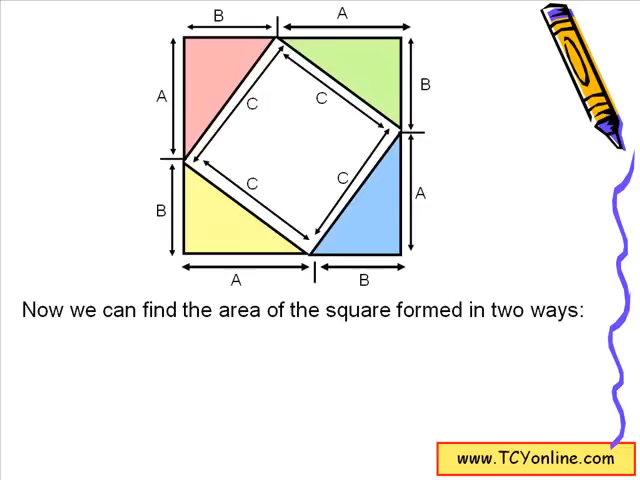 B A
A C C B
B C C A
A B
Now we can find the area of the square formed in two ways:
www.TCYonline.com